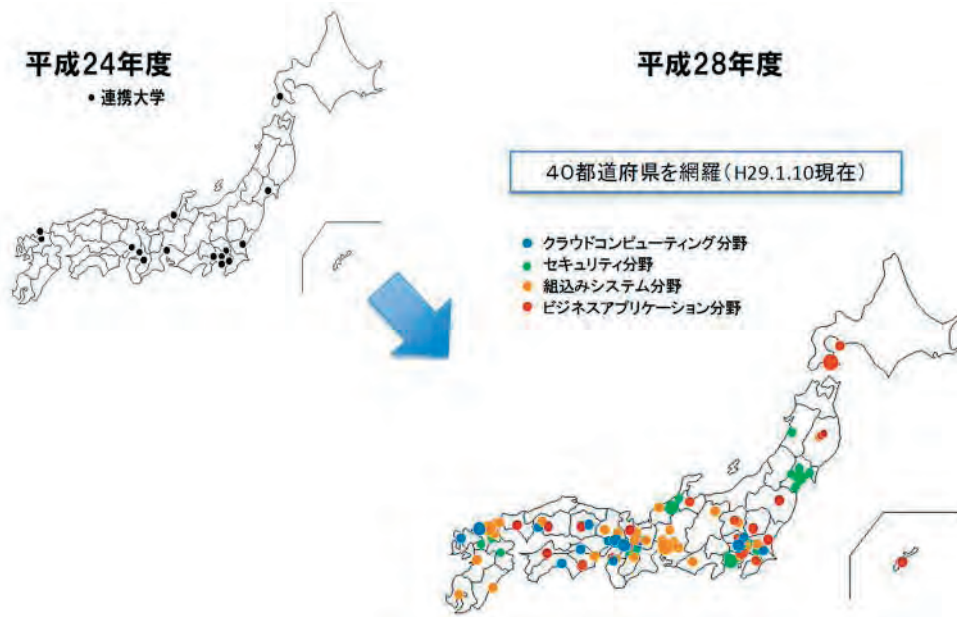 平成24年度
• 連携大学
平成28年度
40都道府県を網羅(H29.1.10現在)
クラウドコンピューティング分野
セキュリティ分野
組込みシステム分野
ビジネスアプリケーション分野